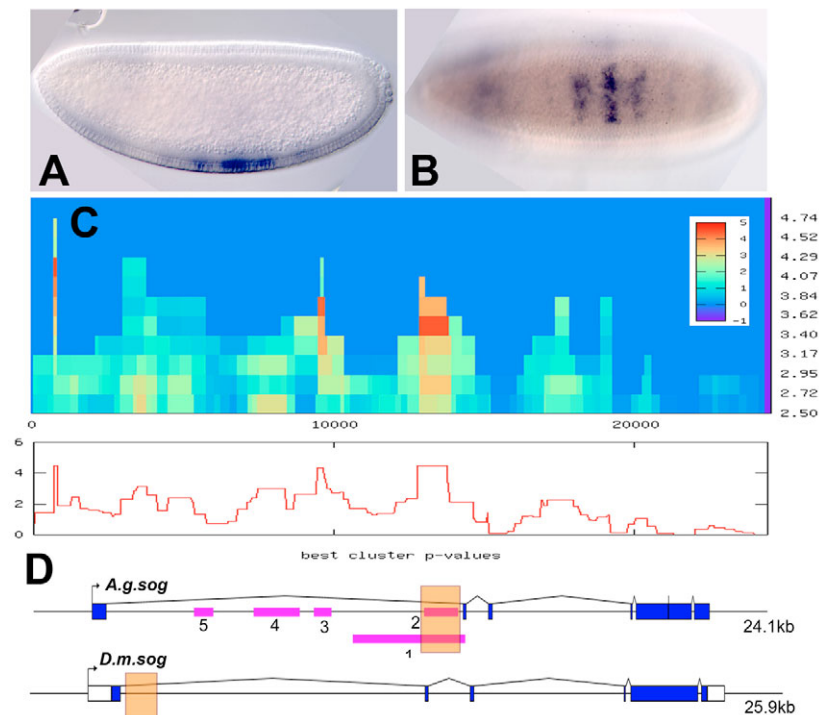 A
B
C
5
4
3
2
1
0
-1
4.74
4.52
4.29
4.07
3.84
3.62
3.40
3.17
2.95
2.72
2.50
0 10000 20000
6
4
2
0
best cluster p-values
D
A.g.sog
5 4 3 2
1
24.1kb
D.m.sog
25.9kb